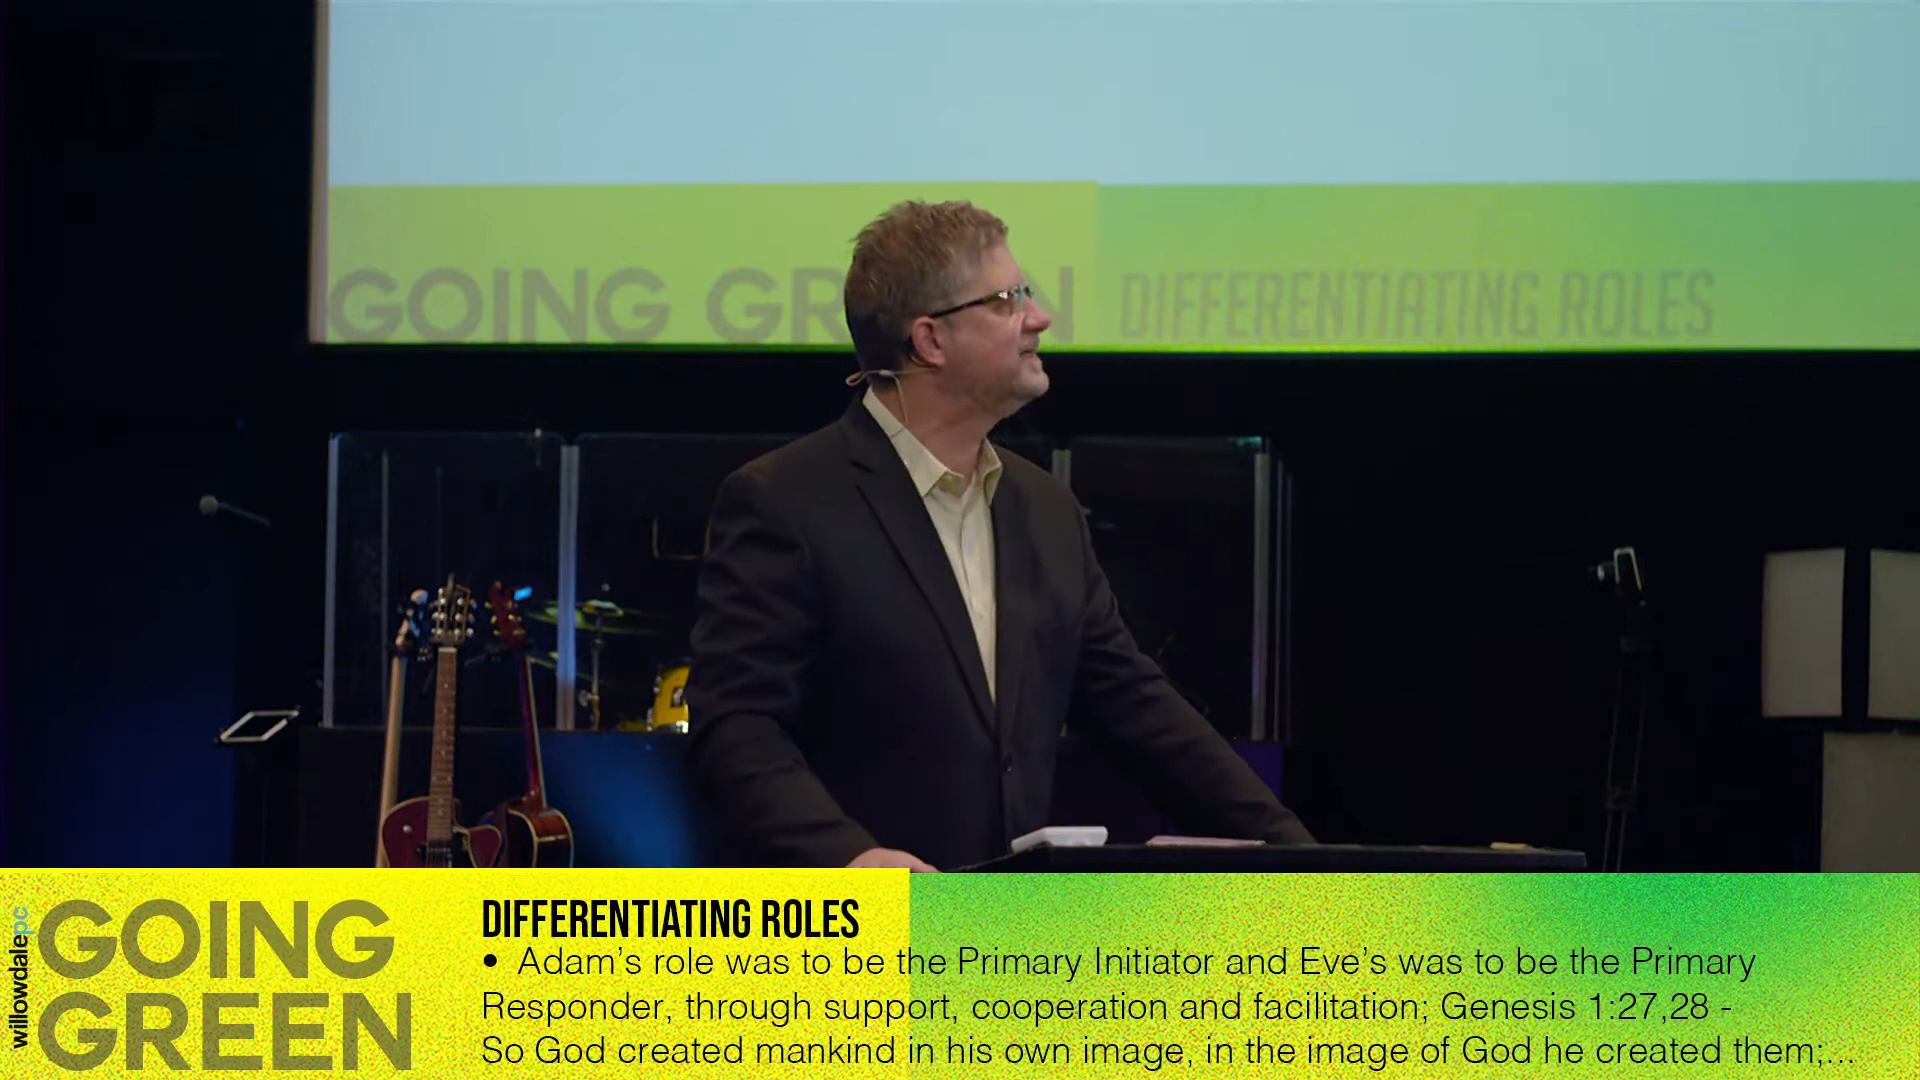 GOING GR N DIFFERENTIATING ROLES
willowdalepc
GOING
GREEN
DIFFERENTIATING ROLES
• Adam's role was to be the Primary Initiator and Eve's was to be the Primary
Responder, through support, cooperation and facilitation; Genesis 1:27,28 -
So God created mankind in his own image, in the image of God he created them;...